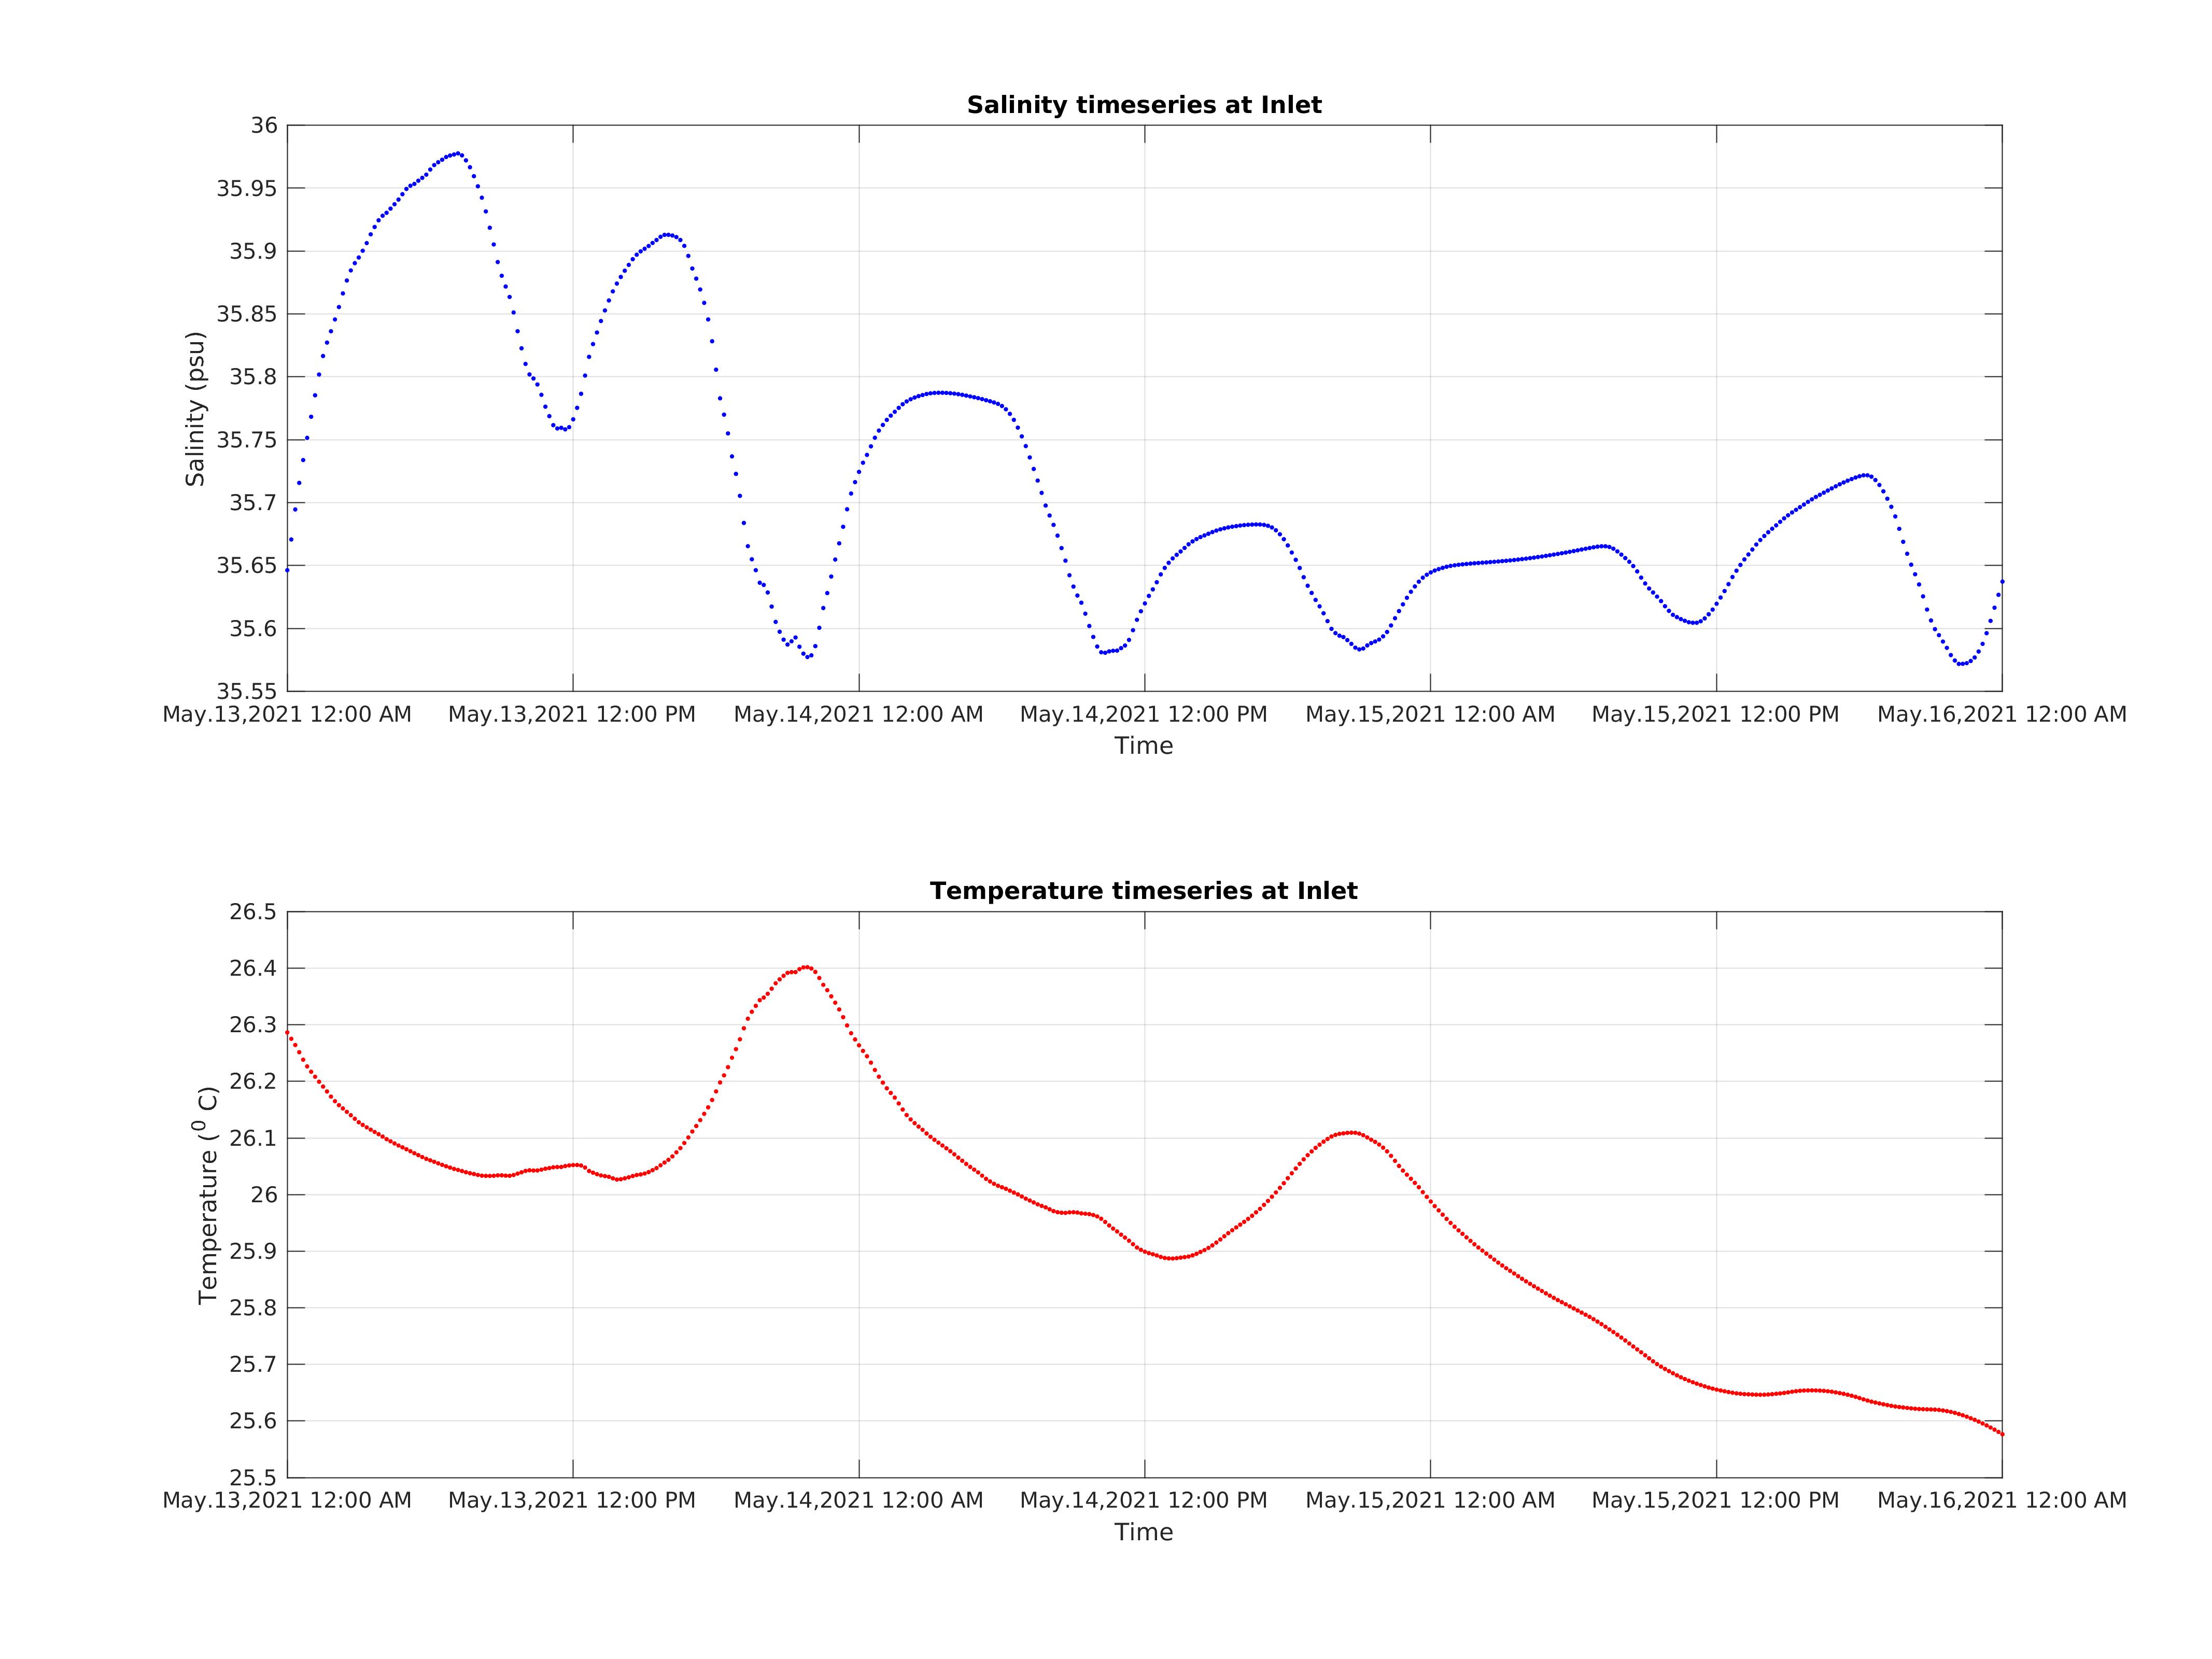 Salinity timeseries at Inlet
36
35.95
35.9
35.85
35.8
35.75
35.7
35.65
35.6
35.55
Salinity (psu)
May.13,2021 12:00 AM May.13,2021 12:00 PM May.14,2021 12:00 AM May.14,2021 12:00 PM May.15,2021 12:00 AM May.15,2021 12:00 PM May.16,2021 12:00 AM
Time
Temperature timeseries at Inlet
26.5
26.4
26.3
26.2
26.1
26
25.9
25.8
25.7
25.6
25.5
Temperature (⁰ C)
May.13,2021 12:00 AM May.13,2021 12:00 PM May.14,2021 12:00 AM May.14,2021 12:00 PM May.15,2021 12:00 AM May.15,2021 12:00 PM May.16,2021 12:00 AM
Time